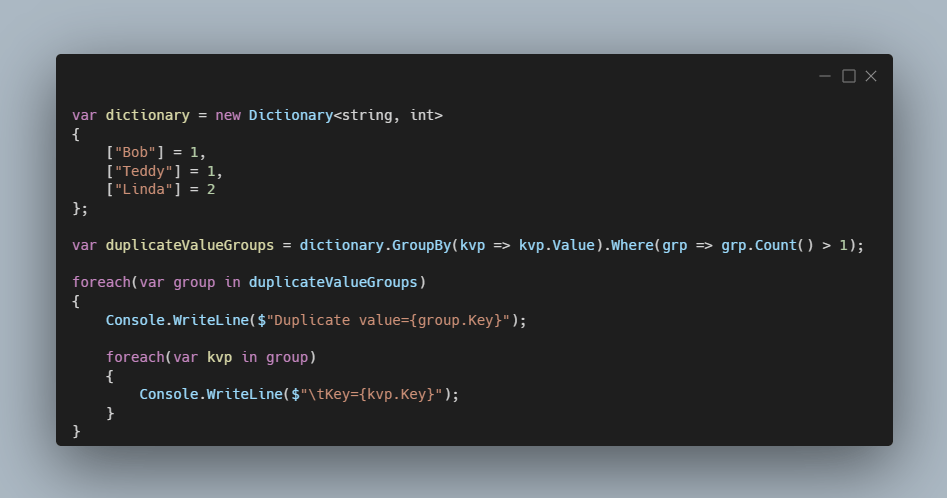 var dictionary = new Dictionary<string, int>
{
    ["Bob"] = 1,
    ["Teddy"] = 1,
    ["Linda"] = 2
};

var duplicateValueGroups = dictionary.GroupBy(kvp => kvp.Value).Where(grp => grp.Count() > 1);

foreach(var group in duplicateValueGroups)
{
    Console.WriteLine($"Duplicate value={group.Key}");

    foreach(var kvp in group)
    {
        Console.WriteLine($"\tKey={kvp.Key}");
    }
}